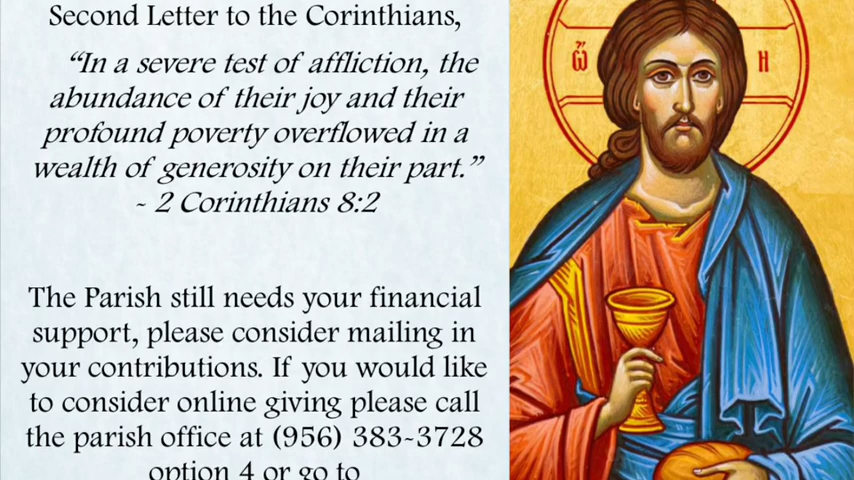 Second Letter to the Corinthians,
“In a severe test of affliction, the
abundance of their joy and their
profound poverty overflowed in a
wealth of generosity on their part.”
~ 2 Corinthians 8:2
The Parish still needs your financial
support, please consider mailing in
your contributions. If you would like
to consider online giving please call
the parish office at (956) 383-3728
option 4 or go to
ὤ Η